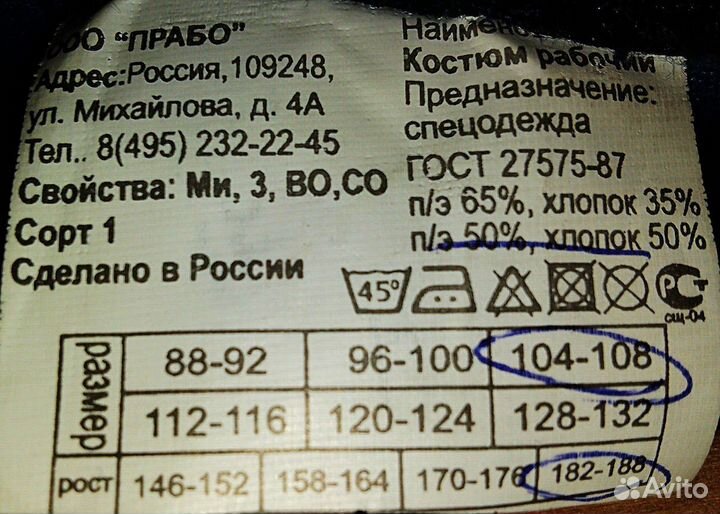 ООО "ПРАБО"
Адрес:Россия,109248,
ул. Михайлова, д. 4А
Тел.. 8(495) 232-22-45
Свойства: Ми, З, ВО,СО
Сорт 1
Сделано в России
Костюм рабочий
Предназначение:
спецодежда
ГОСТ 27575-87
п/э 65%, хлопок 35%
п/э 50%, хлопок 50%
45°
РСТ
сщ-04
размер
88-92 96-100 104-108
112-116 120-124 128-132
рост 146-152 158-164 170-176 182-188
Avito